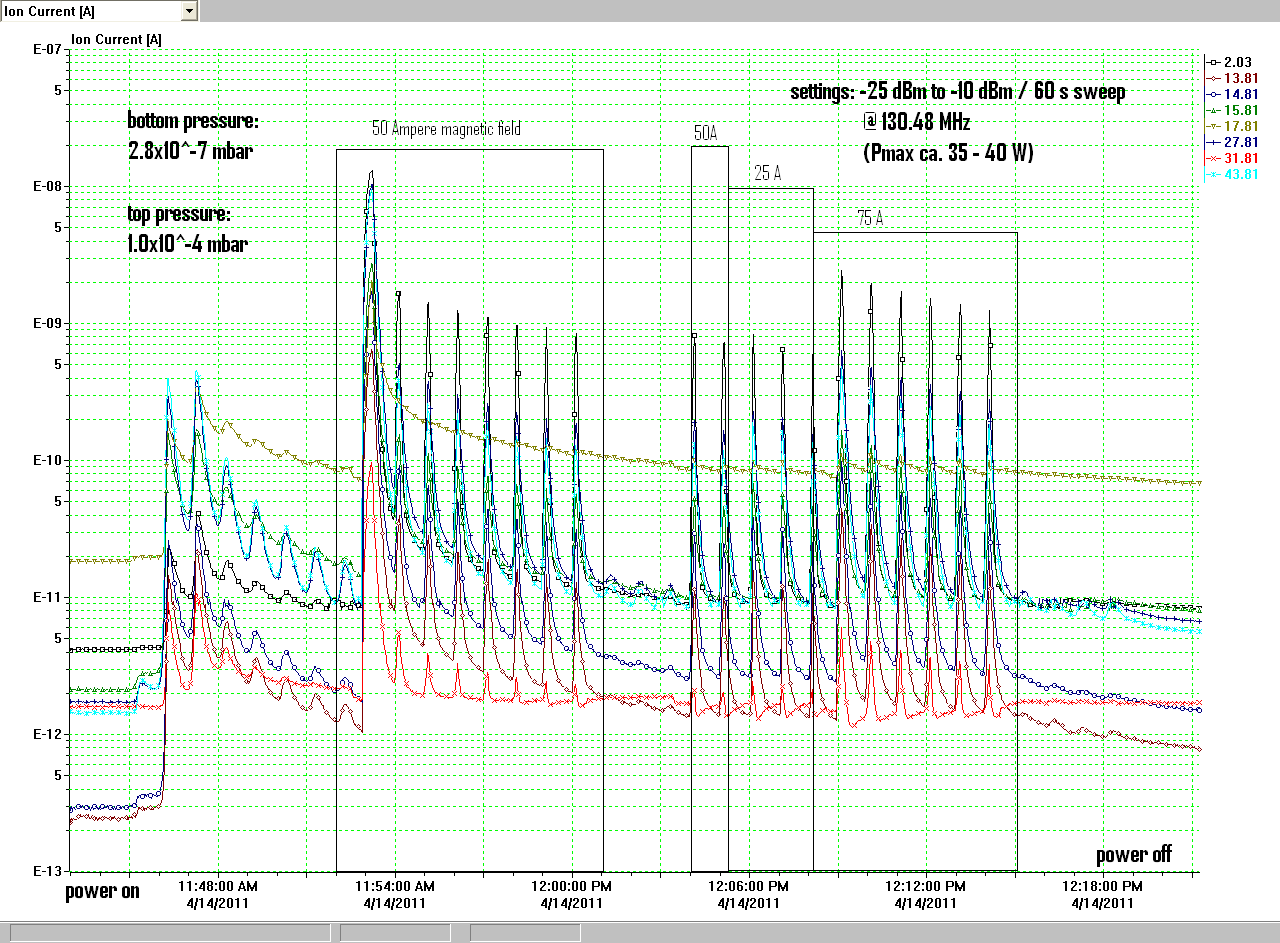 Ion Current [A]
Ion Current [A]
E-07
5
E-08
5
E-09
5
E-10
5
E-11
5
E-12
5
E-13
bottom pressure:
2.8x10^-7 mbar
top pressure:
1.0x10^-4 mbar
50 Ampere magnetic field
50A
25 A
75 A
settings: -25 dBm to -10 dBm / 60 s sweep
@ 130.48 MHz
(Pmax ca. 35 - 40 W)
2.03
13.81
14.81
15.81
17.81
27.81
31.81
43.81
power on
power off
11:48:00 AM
4/14/2011
11:54:00 AM
4/14/2011
12:00:00 PM
4/14/2011
12:06:00 PM
4/14/2011
12:12:00 PM
4/14/2011
12:18:00 PM
4/14/2011